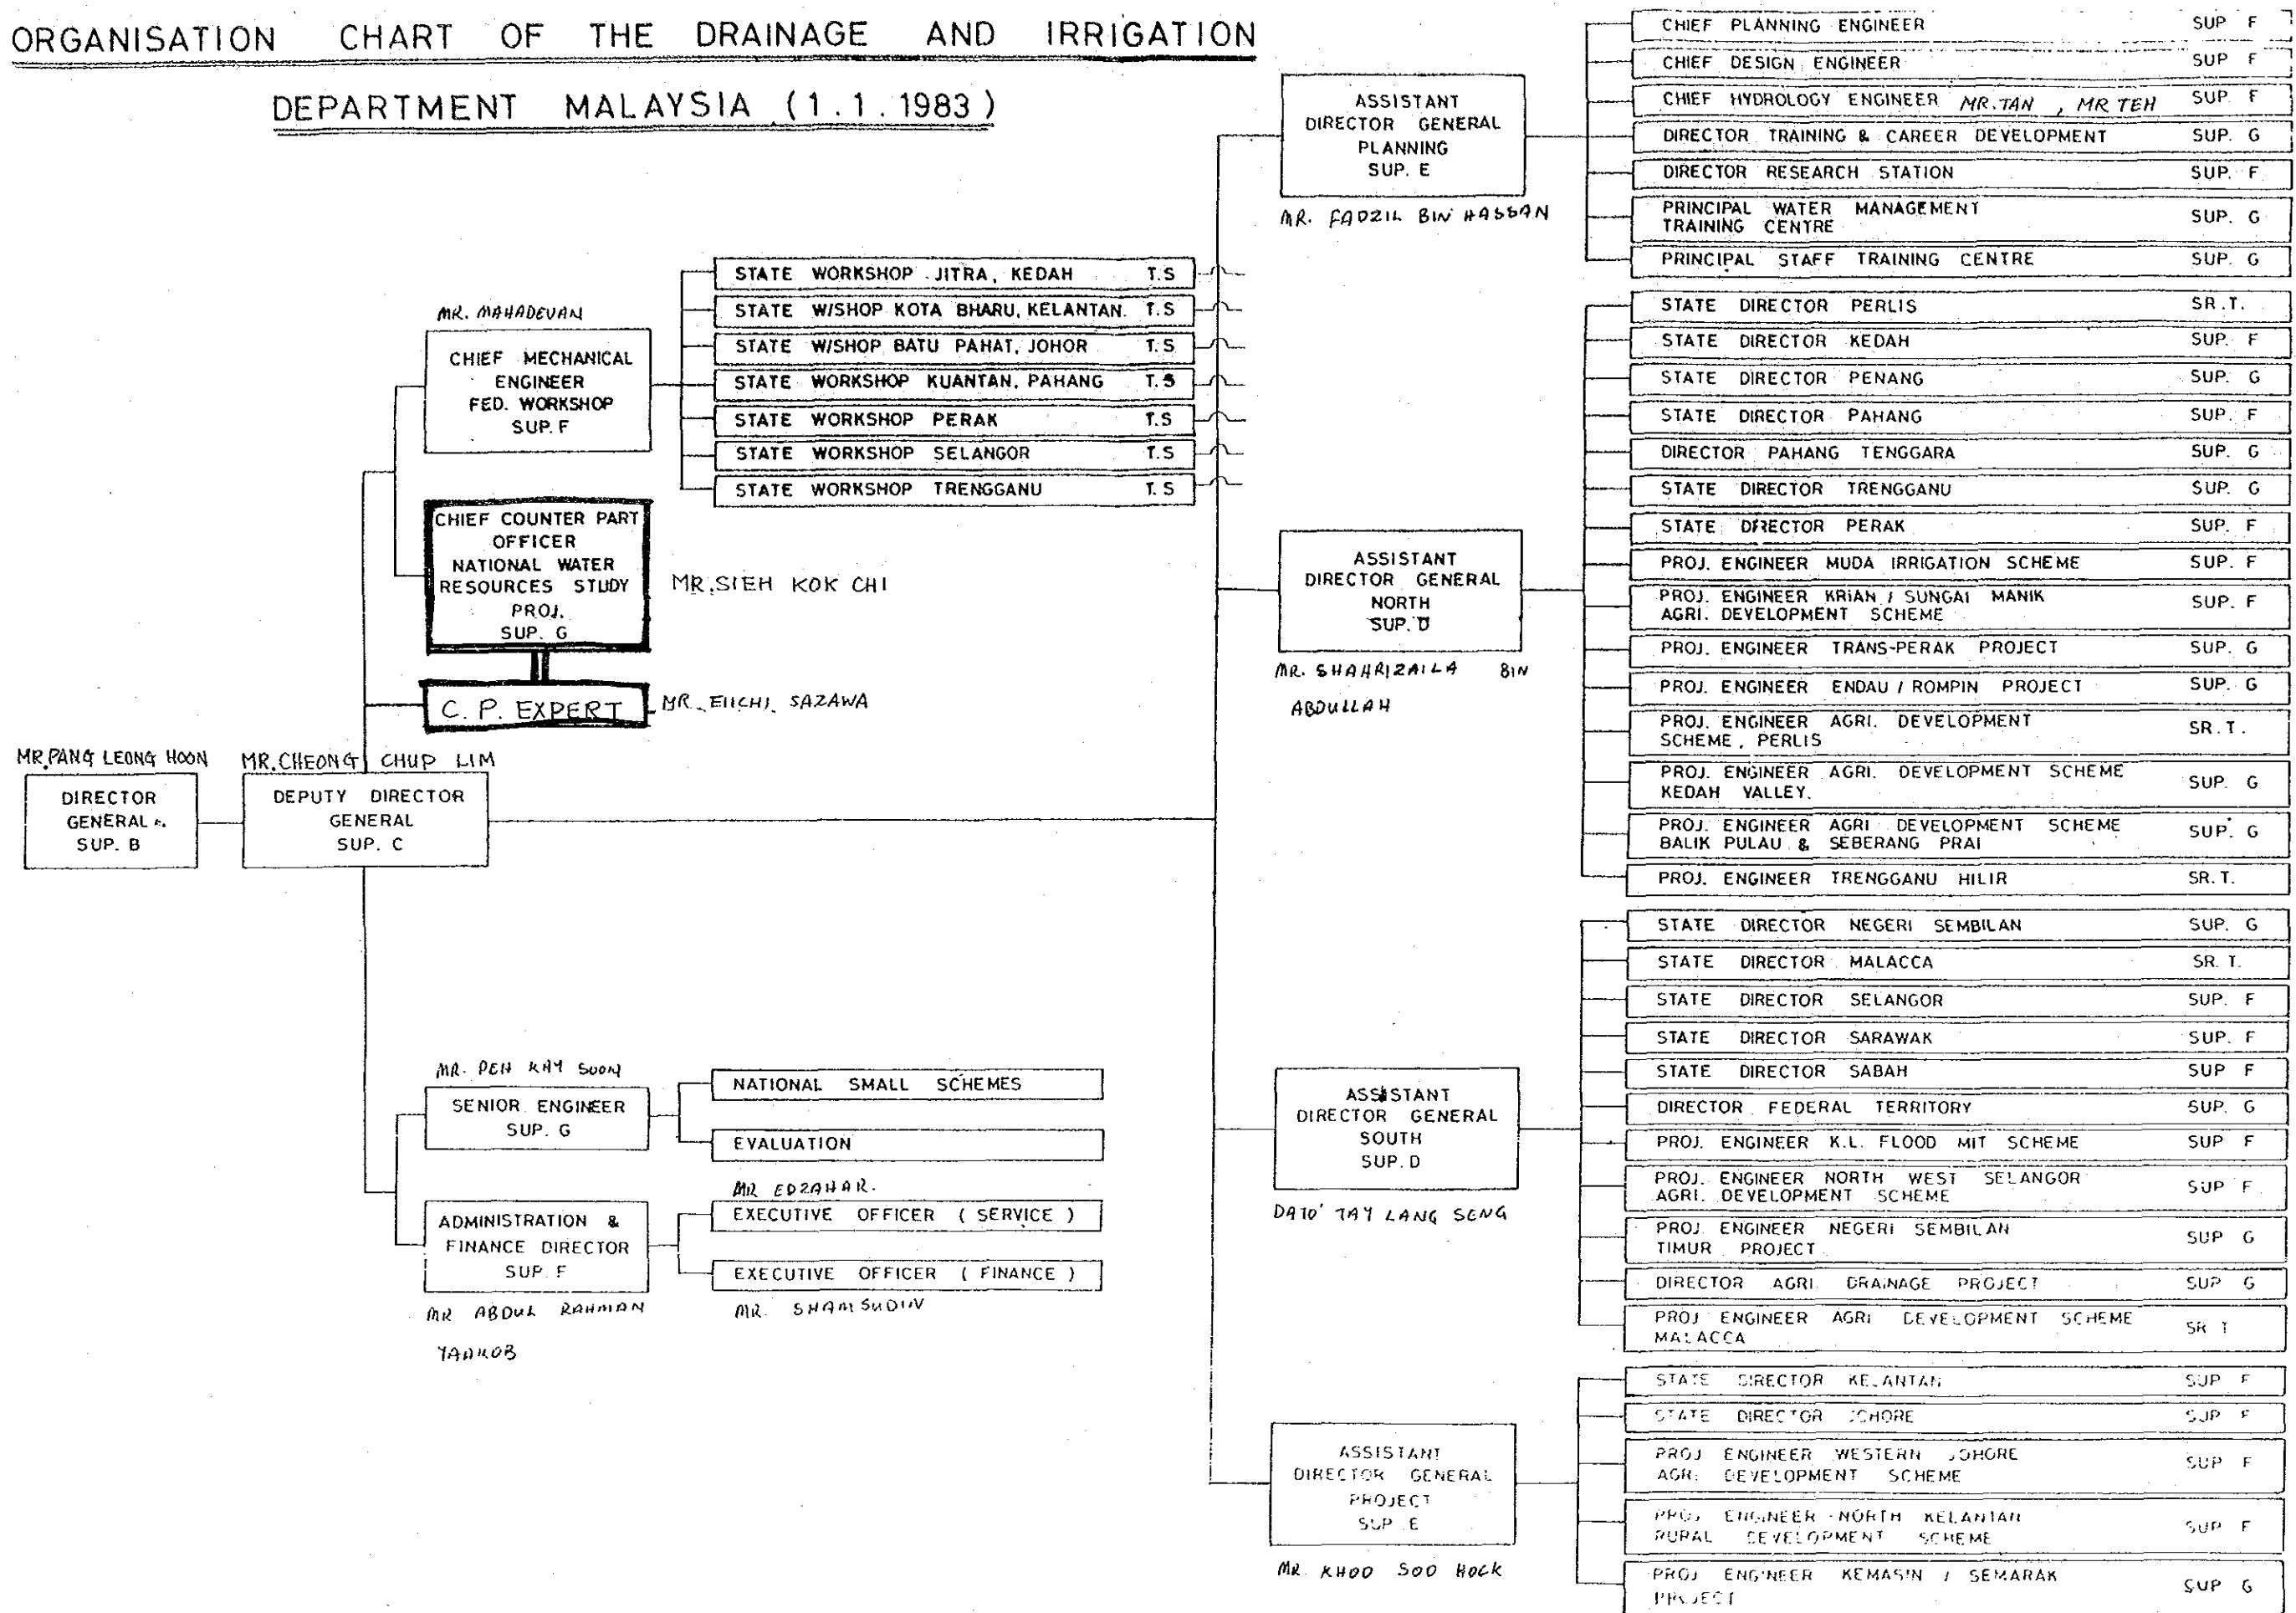 ORGANISATION CHART OF THE DRAINAGE AND IRRIGATION
DEPARTMENT MALAYSIA (1.1.1983)
MR.PANG LEONG HOON
DIRECTOR
GENERAL
SUP. B
MR.CHEONG CHUP LIM
DEPUTY DIRECTOR
GENERAL
SUP. C
MR. MAHADEVAN
CHIEF MECHANICAL
ENGINEER
FED. WORKSHOP
SUP. F
STATE WORKSHOP JITRA, KEDAH T.S
STATE W/SHOP KOTA BHARU, KELANTAN. T.S
STATE W/SHOP BATU PAHAT, JOHOR T.S
STATE WORKSHOP KUANTAN, PAHANG T.S
STATE WORKSHOP PERAK T.S
STATE WORKSHOP SELANGOR T.S
STATE WORKSHOP TRENGGANU T.S
CHIEF COUNTER PART
OFFICER
NATIONAL WATER
RESOURCES STUDY
PROJ.
SUP. G
MR.SIEH KOK CHI
C. P. EXPERT
MR. EIICHI SAZAWA
MR. PEH KAY SOON
SENIOR ENGINEER
SUP. G
NATIONAL SMALL SCHEMES
EVALUATION
ADMINISTRATION &
FINANCE DIRECTOR
SUP. F
MR ABDUL RAHMAN
YAAKOB
MR EDZAHAR.
EXECUTIVE OFFICER ( SERVICE )
EXECUTIVE OFFICER ( FINANCE )
MR. SHAMSUDIN
ASSISTANT
DIRECTOR GENERAL
PLANNING
SUP. E
MR. FADZIL BIN HASSAN
CHIEF PLANNING ENGINEER SUP F
CHIEF DESIGN ENGINEER SUP F
CHIEF HYDROLOGY ENGINEER MR.TAN , MR TEH SUP. F
DIRECTOR TRAINING & CAREER DEVELOPMENT SUP. G
DIRECTOR RESEARCH STATION SUP. F
PRINCIPAL WATER MANAGEMENT
TRAINING CENTRE SUP. G
PRINCIPAL STAFF TRAINING CENTRE SUP. G
ASSISTANT
DIRECTOR GENERAL
NORTH
SUP. D
MR. SHAHRIZAILA BIN
ABDULLAH
STATE DIRECTOR PERLIS SR.T.
STATE DIRECTOR KEDAH SUP. F
STATE DIRECTOR PENANG SUP. G
STATE DIRECTOR PAHANG SUP. F
DIRECTOR PAHANG TENGGARA SUP. G
STATE DIRECTOR TRENGGANU SUP. G
STATE DIRECTOR PERAK SUP. F
PROJ. ENGINEER MUDA IRRIGATION SCHEME SUP. F
PROJ. ENGINEER KRIAN / SUNGAI MANIK
AGRI. DEVELOPMENT SCHEME SUP. F
PROJ. ENGINEER TRANS-PERAK PROJECT SUP. G
PROJ. ENGINEER ENDAU / ROMPIN PROJECT SUP. G
PROJ. ENGINEER AGRI. DEVELOPMENT
SCHEME, PERLIS SR.T.
PROJ. ENGINEER AGRI. DEVELOPMENT SCHEME
KEDAH VALLEY. SUP. G
PROJ. ENGINEER AGRI DEVELOPMENT SCHEME
BALIK PULAU & SEBERANG PRAI SUP. G
PROJ. ENGINEER TRENGGANU HILIR SR.T.
ASSISTANT
DIRECTOR GENERAL
SOUTH
SUP. D
DATO' TAY LANG SENG
STATE DIRECTOR NEGERI SEMBILAN SUP. G
STATE DIRECTOR MALACCA SR. T.
STATE DIRECTOR SELANGOR SUP. F
STATE DIRECTOR SARAWAK SUP. F
STATE DIRECTOR SABAH SUP F
DIRECTOR FEDERAL TERRITORY SUP. G
PROJ. ENGINEER K.L. FLOOD MIT SCHEME SUP F
PROJ. ENGINEER NORTH WEST SELANGOR
AGRI. DEVELOPMENT SCHEME SUP F
PROJ. ENGINEER NEGERI SEMBILAN
TIMUR PROJECT SUP G
DIRECTOR AGRI. DRAINAGE PROJECT SUP G
PROJ ENGINEER AGRI DEVELOPMENT SCHEME
MALACCA SR T
ASSISTANT
DIRECTOR GENERAL
PROJECT
SUP. E
MR. KHOO SOO HOCK
STATE DIRECTOR KELANTAN SUP F
STATE DIRECTOR JOHORE SUP F
PROJ ENGINEER WESTERN JOHORE
AGRI. DEVELOPMENT SCHEME SUP F
PROJ ENGINEER NORTH KELANTAN
RURAL DEVELOPMENT SCHEME SUP F
PROJ ENGINEER KEMASIN / SEMARAK
PROJECT SUP G